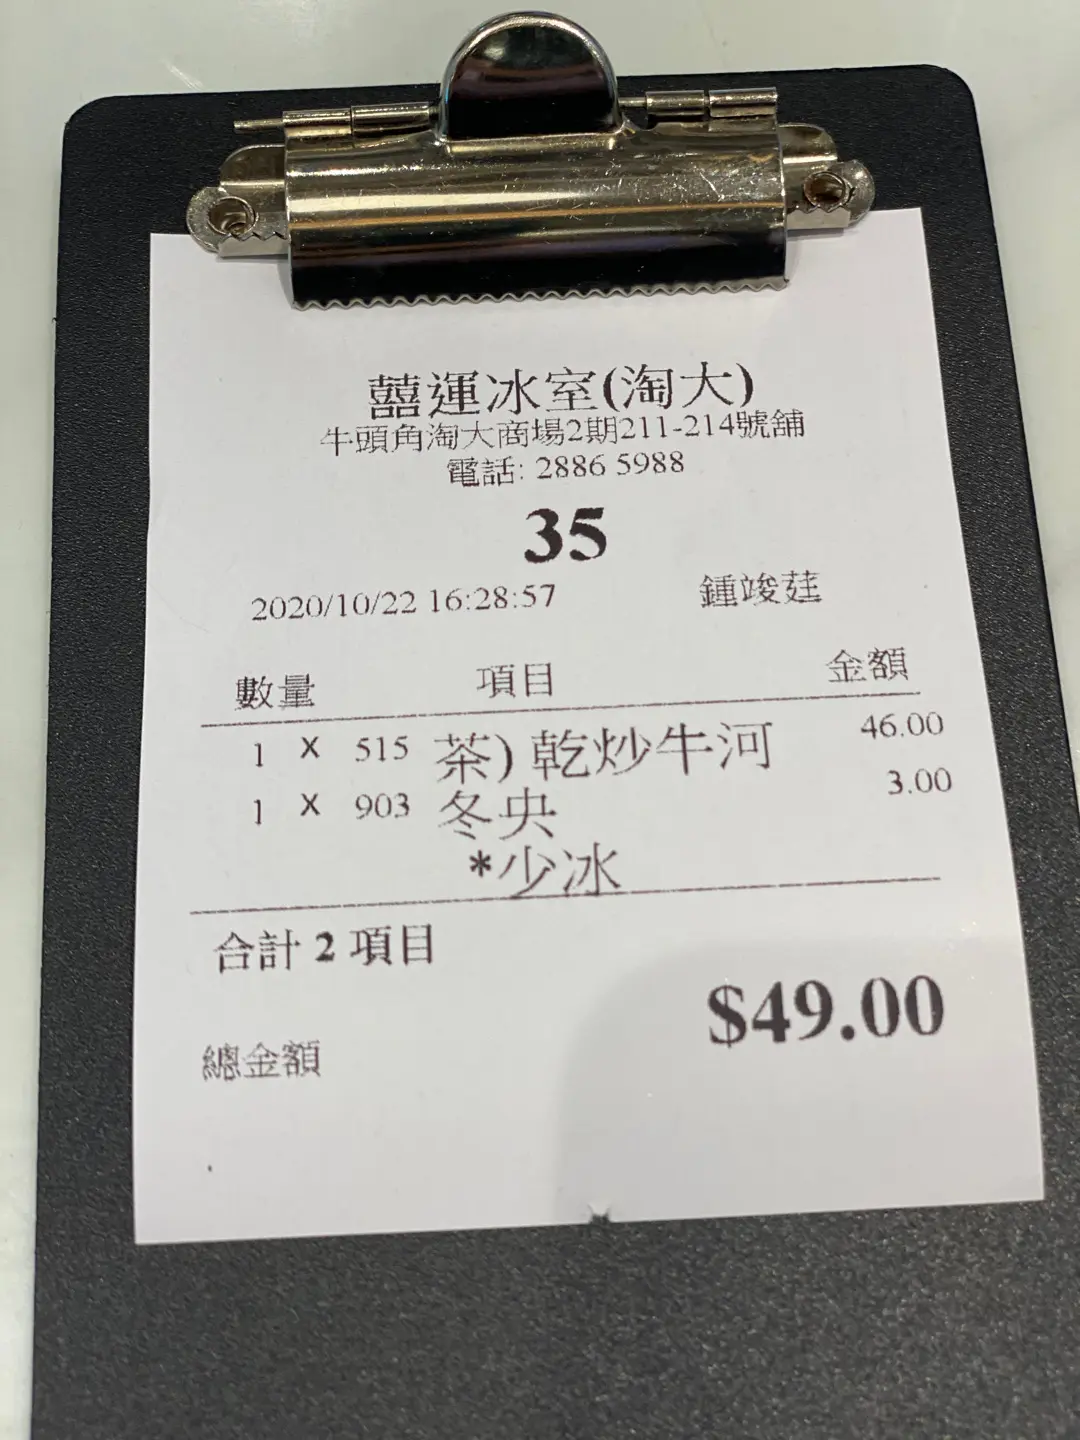 囍運冰室(淘大)
牛頭角淘大商場2期211-214號舖
電話: 2886 5988
35
2020/10/22 16:28:57 鍾竣莛
數量 項目 金額
1 X 515 茶) 乾炒牛河 46.00
1 X 903 冬央 3.00
*少冰
合計 2 項目
$49.00
總金額